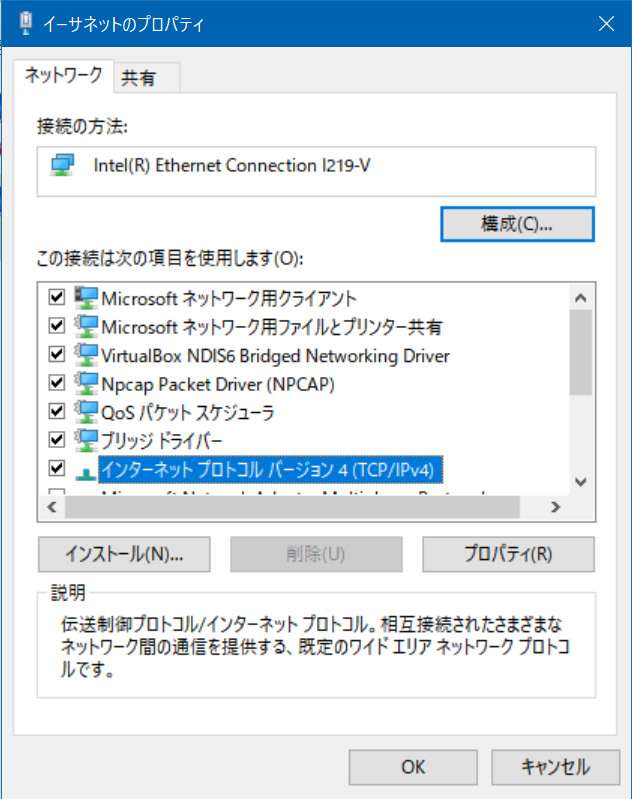 イーサネットのプロパティ
ネットワーク
共有
接続の方法:
Intel(R) Ethernet Connection I219-V
構成(C)...
この接続は次の項目を使用します(O):
Microsoft ネットワーク用クライアント
Microsoft ネットワーク用ファイルとプリンター共有
VirtualBox NDIS6 Bridged Networking Driver
Npcap Packet Driver (NPCAP)
QoS パケット スケジューラ
ブリッジ ドライバー
インターネット プロトコル バージョン 4 (TCP/IPv4)
インストール(N)...
削除(U)
プロパティ(R)
説明
伝送制御プロトコル/インターネット プロトコル。相互接続されたさまざまな
ネットワーク間の通信を提供する、既定のワイド エリア ネットワーク プロトコ
ルです。
OK
キャンセル